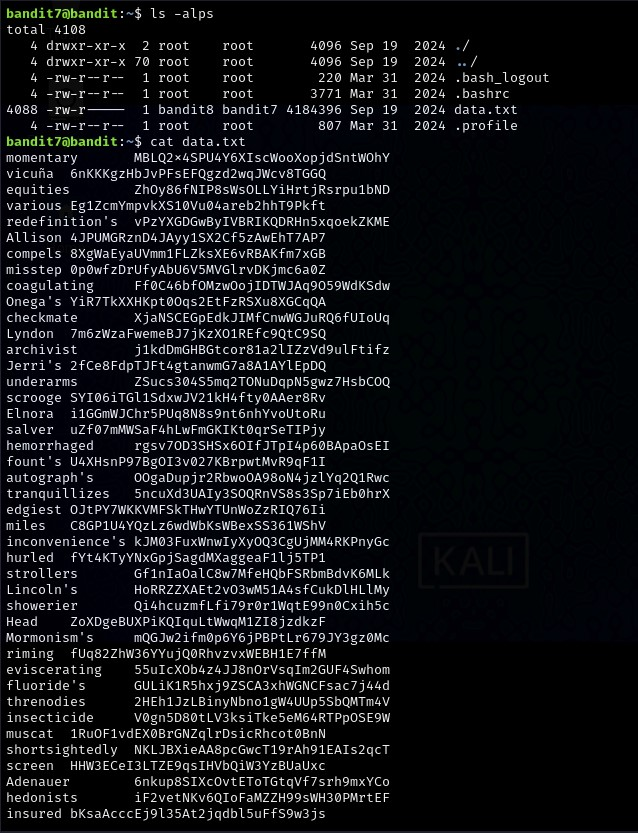 bandit7@bandit:~$ ls -alps
total 4108
   4 drwxr-xr-x  2 root    root       4096 Sep 19  2024 ./
   4 drwxr-xr-x 70 root    root       4096 Sep 19  2024 ../
   4 -rw-r--r--  1 root    root        220 Mar 31  2024 .bash_logout
   4 -rw-r--r--  1 root    root       3771 Mar 31  2024 .bashrc
4088 -rw-r-----  1 bandit8 bandit7 4184396 Sep 19  2024 data.txt
   4 -rw-r--r--  1 root    root        807 Mar 31  2024 .profile
bandit7@bandit:~$ cat data.txt
momentary       MBLQ2×4SPU4Y6XIscWooXopjdSntWOhY
vicuña  6nKKKgzHbJvPFsEFQgzd2wqJWcv8TGGQ
equities        ZhOy86fNIP8sWsOLLYiHrtjRsrpu1bND
various Eg1ZcmYmpvkXS10Vu04areb2hhT9Pkft
redefinition's  vPzYXGDGwByIVBRIKQDRHn5xqoekZKME
Allison 4JPUMGRznD4JAyy1SX2Cf5zAwEhT7AP7
compels 8XgWaEyaUVmm1FLZksXE6vRBAKfm7xGB
misstep 0p0wfzDrUfyAbU6V5MVGlrvDKjmc6a0Z
coagulating     Ff0C46bfOMzwOojIDTWJAq9O59WdKSdw
Onega's YiR7TkXXHKpt0Oqs2EtFzRSXu8XGCqQA
checkmate       XjaNSCEGpEdkJIMfCnwWGJuRQ6fUIoUq
Lyndon  7m6zWzaFwemeBJ7jKzXO1REfc9QtC9SQ
archivist       j1kdDmGHBGtcor81a2lIZzVd9ulFtifz
Jerri's 2fCe8FdpTJFt4gtanwmG7a8A1AYlEpDQ
underarms       ZSucs304S5mq2TONuDqpN5gwz7HsbCOQ
scrooge SYI06iTGl1SdxwJV21kH4fty0AAer8Rv
Elnora  i1GGmWJChr5PUq8N8s9nt6nhYvoUtoRu
salver  uZf07mMWSaF4hLwFmGKIKt0qrSeTIPjy
hemorrhaged     rgsv7OD3SHSx6OIfJTpI4p60BApaOsEI
fount's U4XHsnP97BgOI3v027KBrpwtMvR9qF1I
autograph's     OOgaDupjr2RbwoOA98oN4jzlYq2Q1Rwc
tranquillizes   5ncuXd3UAIy3SOQRnVS8s3Sp7iEb0hrX
edgiest OJtPY7WKKVMFSkTHwYTUnWoZzRIQ76Ii
miles   C8GP1U4YQzLz6wdWbKsWBexSS361WShV
inconvenience's kJM03FuxWnwIyXyOQ3CgUjMM4RKPnyGc
hurled  fYt4KTyYNxGpjSagdMXaggeaF1lj5TP1
strollers       Gf1nIaOalC8w7MfeHQbFSRbmBdvK6MLk
Lincoln's       HoRRZZXAEt2vO3wM51A4sfCukDlHLlMy
showerier       Qi4hcuzmfLfi79r0r1WqtE99n0Cxih5c
Head    ZoXDgeBUXPiKQIquLtWwqM1ZI8jzdkzF
Mormonism's     mQGJw2ifm0p6Y6jPBPtLr679JY3gz0Mc
riming  fUq82ZhW36YYujQ0RhvzvxWEBH1E7ffM
eviscerating    55uIcXOb4z4JJ8nOrVsqIm2GUF4Swhom
fluoride's      GULiK1R5hxj9ZSCA3xhWGNCFsac7j44d
threnodies      2HEh1JzLBinyNbno1gW4UUp5SbQMTm4V
insecticide     V0gn5D80tLV3ksiTke5eM64RTPpOSE9W
muscat  1RuOF1vdEX0BrGNZqlrDsicRhcot0BnN
shortsightedly  NKLJBXieAA8pcGwcT19rAh91EAIs2qcT
screen  HHW3ECeI3LTZE9qsIHVbQiW3YzBUaUxc
Adenauer        6nkup8SIXcOvtEToTGtqVf7srh9mxYCo
hedonists       iF2vetNKv6QIoFaMZZH99sWH30PMrtEF
insured bKsaAcccEj9l35At2jqdbl5uFfS9w3js
KALI